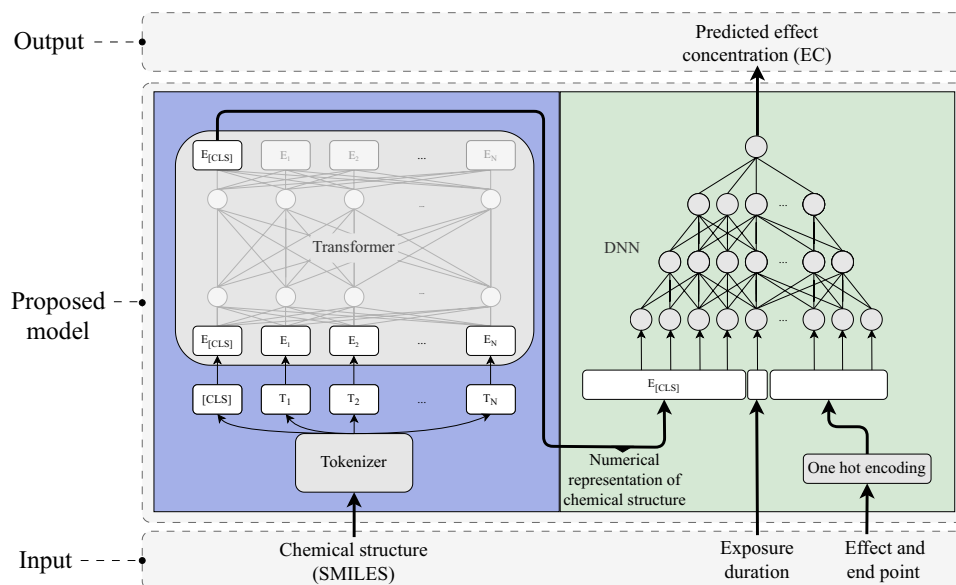 Output
Predicted effect
concentration (EC)
Proposed
model
E[CLS] E1 E2 ... EN
...
Transformer
..
E[CLS] E1 E2 ... EN
[CLS] T1 T2 ... TN
Tokenizer
DNN
...
...
...
E[CLS]
Numerical
representation of
chemical structure
One hot encoding
Input
Chemical structure
(SMILES)
Exposure
duration
Effect and
end point